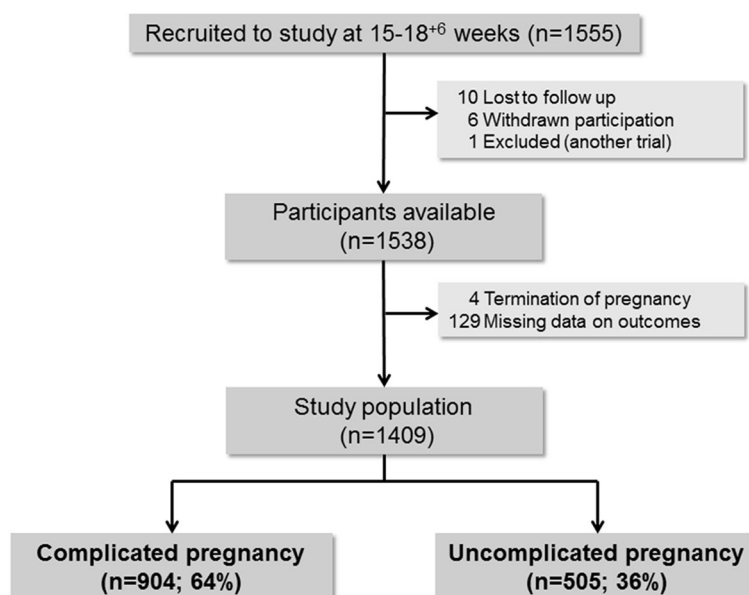 Recruited to study at 15-18⁺⁶ weeks (n=1555)
10 Lost to follow up
6 Withdrawn participation
1 Excluded (another trial)
Participants available
(n=1538)
4 Termination of pregnancy
129 Missing data on outcomes
Study population
(n=1409)
Complicated pregnancy
(n=904; 64%)
Uncomplicated pregnancy
(n=505; 36%)